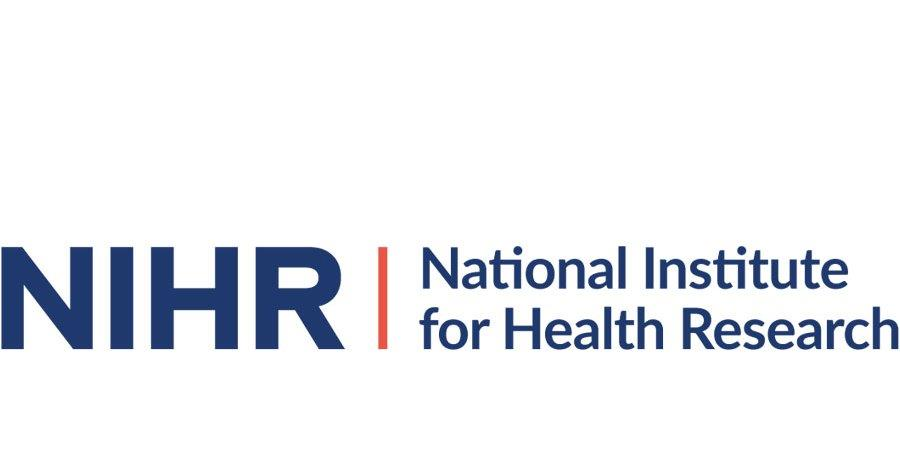 NIHR
National Institute
for Health Research